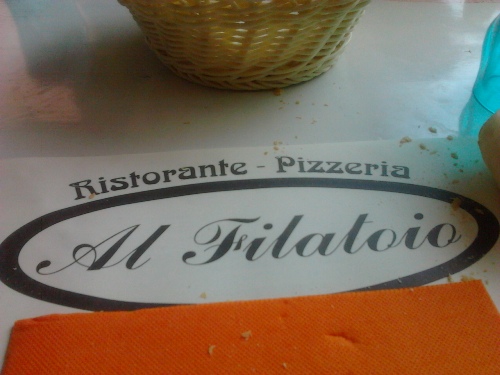 Ristorante - Pizzeria
Al Filatoio